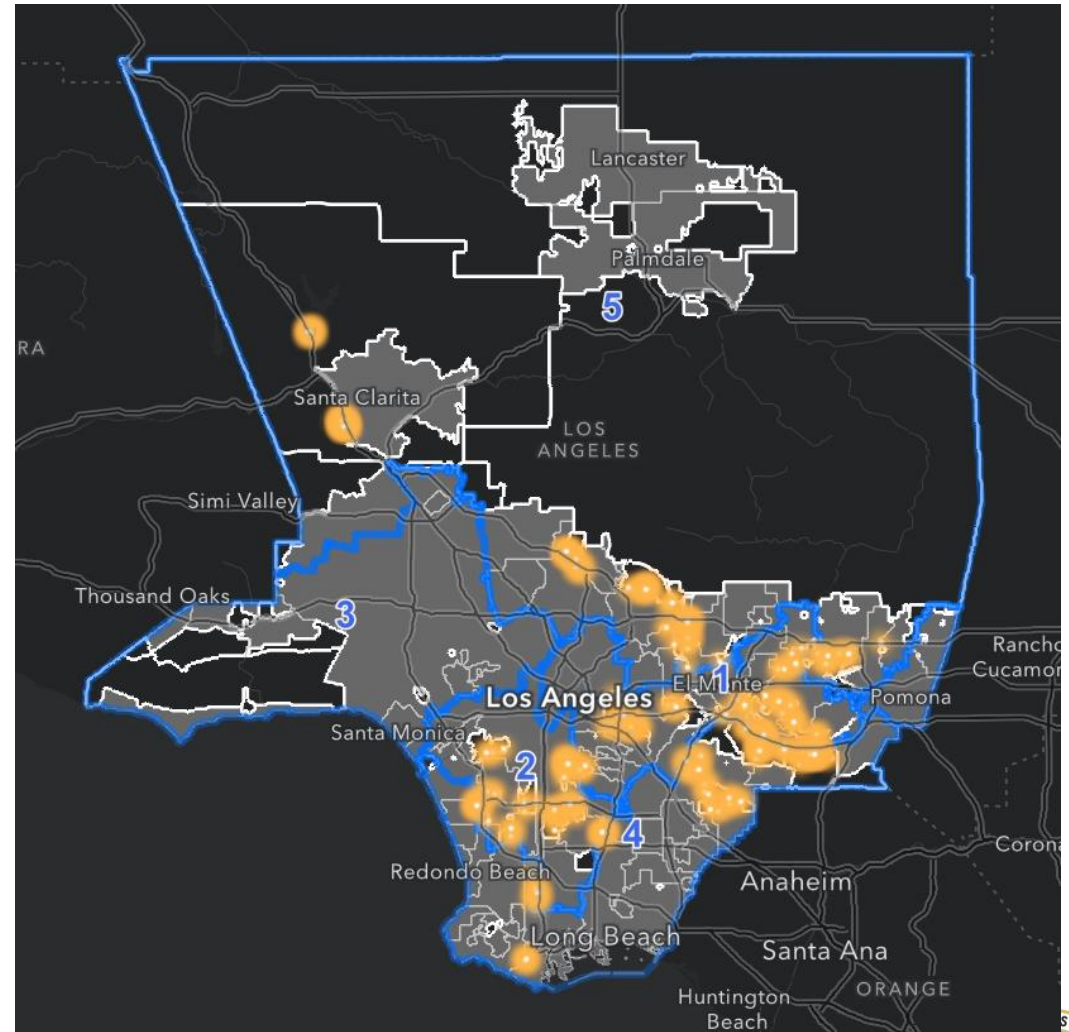 Lancaster
Palmdale
5
RA
Santa Clarita
LOS
ANGELES
Simi Valley
Thousand Oaks
3
Rancho
Cucamon
El Monte
1
Los Angeles
Pomona
Santa Monica
2
4
Corona
Redondo Beach
Anaheim
Long Beach
Santa Ana
ORANGE
Huntington
Beach
s